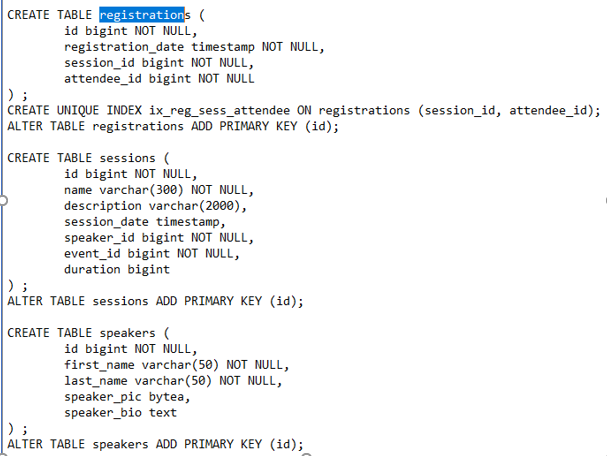 CREATE TABLE registrations (
id bigint NOT NULL,
registration_date timestamp NOT NULL,
session_id bigint NOT NULL,
attendee_id bigint NOT NULL
) ;
CREATE UNIQUE INDEX ix_reg_sess_attendee ON registrations (session_id, attendee_id);
ALTER TABLE registrations ADD PRIMARY KEY (id);
CREATE TABLE sessions (
id bigint NOT NULL,
name varchar(300) NOT NULL,
description varchar(2000),
session_date timestamp,
speaker_id bigint NOT NULL,
event_id bigint NOT NULL,
duration bigint
) ;
ALTER TABLE sessions ADD PRIMARY KEY (id);
CREATE TABLE speakers (
id bigint NOT NULL,
first_name varchar(50) NOT NULL,
last_name varchar(50) NOT NULL,
speaker_pic bytea,
speaker_bio text
) ;
ALTER TABLE speakers ADD PRIMARY KEY (id);